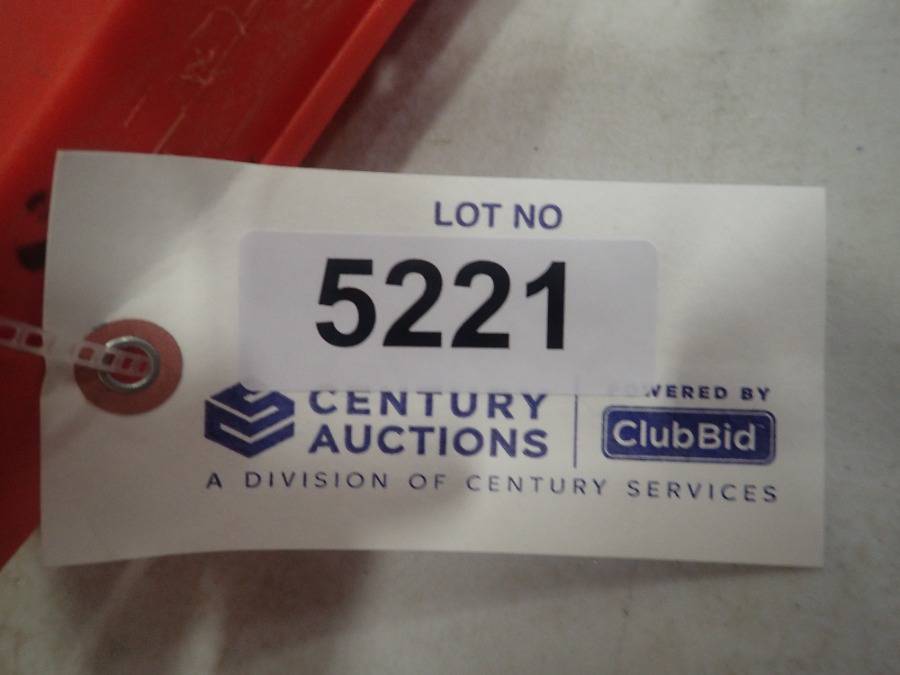 LOT NO
5221
CENTURY
AUCTIONS
POWERED BY
ClubBid
A DIVISION OF CENTURY SERVICES